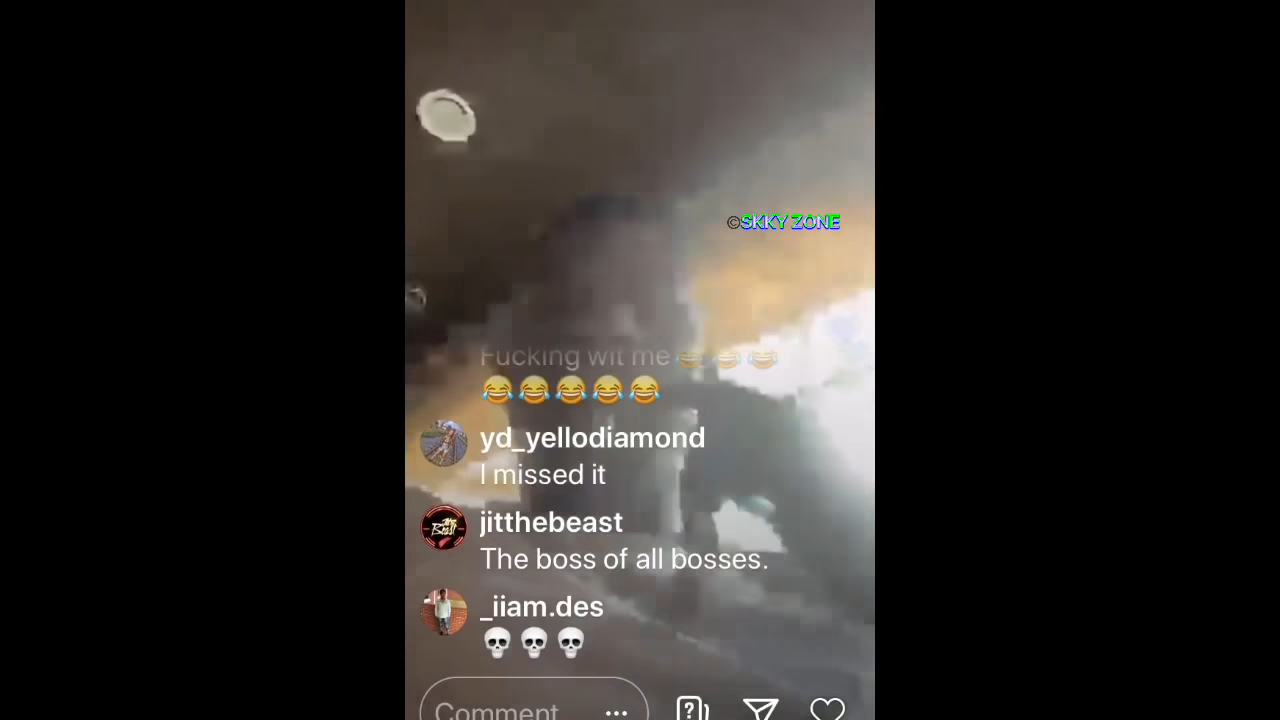 ©SKKY ZONE
Fucking wit me😂😂😂
😂😂😂😂😂
yd_yellodiamond
I missed it
jitthebeast
The boss of all bosses.
_iiam.des
💀💀💀
Comment